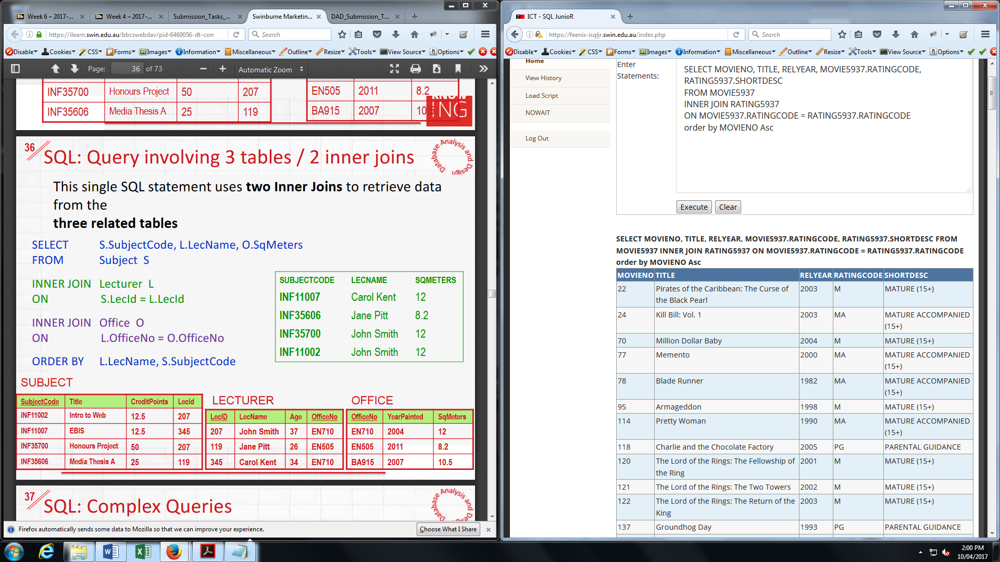 Week 6 – 2017-...
Week 4 – 2017-...
Submission_Tasks_...
Swinburne Marketin...
DAD_Submission_T...
https://ilearn.swin.edu.au/bbcswebdav/pid-6460056-dt-con
Search
Disable
Cookies
CSS
Forms
Images
Information
Miscellaneous
Outline
Resize
Tools
View Source
Options
Page: 36 of 73
Automatic Zoom
INF35700 Honours Project 50 207
EN505 2011 8.2
INF35606 Media Thesis A 25 119
BA915 2007 10.5
KNOW
ING
36
SQL: Query involving 3 tables / 2 inner joins
Database Analysis and Design
This single SQL statement uses two Inner Joins to retrieve data
from the
three related tables
SELECT S.SubjectCode, L.LecName, O.SqMeters
FROM Subject S
INNER JOIN Lecturer L
ON S.LecId = L.LecId
INNER JOIN Office O
ON L.OfficeNo = O.OfficeNo
ORDER BY L.LecName, S.SubjectCode
SUBJECTCODE LECNAME SQMETERS
INF11007 Carol Kent 12
INF35606 Jane Pitt 8.2
INF35700 John Smith 12
INF11002 John Smith 12
SUBJECT
SubjectCode Title CreditPoints LecId
INF11002 Intro to Web 12.5 207
INF11007 EBIS 12.5 345
INF35700 Honours Project 50 207
INF35606 Media Thesis A 25 119
LECTURER
LecID LecName Age OfficeNo
207 John Smith 37 EN710
119 Jane Pitt 26 EN505
345 Carol Kent 34 EN710
OFFICE
OfficeNo YearPainted SqMeters
EN710 2004 12
EN505 2011 8.2
BA915 2007 10.5
37
SQL: Complex Queries
Database Analysis and
Firefox automatically sends some data to Mozilla so that we can improve your experience.
Choose What I Share
ICT - SQL JunioR
https://feenix-isqljr.swin.edu.au/index.php
Search
Disable
Cookies
CSS
Forms
Images
Information
Miscellaneous
Outline
Resize
Tools
View Source
Options
Home
View History
Load Script
NOWAIT
Log Out
Enter
Statements:
SELECT MOVIENO, TITLE, RELYEAR, MOVIE5937.RATINGCODE,
RATING5937.SHORTDESC
FROM MOVIE5937
INNER JOIN RATING5937
ON MOVIE5937.RATINGCODE = RATING5937.RATINGCODE
order by MOVIENO Asc
Execute
Clear
SELECT MOVIENO, TITLE, RELYEAR, MOVIE5937.RATINGCODE, RATING5937.SHORTDESC FROM
MOVIE5937 INNER JOIN RATING5937 ON MOVIE5937.RATINGCODE = RATING5937.RATINGCODE
order by MOVIENO Asc
MOVIENO TITLE RELYEAR RATINGCODE SHORTDESC
22 Pirates of the Caribbean: The Curse of 2003 M MATURE (15+)
the Black Pearl
24 Kill Bill: Vol. 1 2003 MA MATURE ACCOMPANIED
(15+)
70 Million Dollar Baby 2004 M MATURE (15+)
77 Memento 2000 MA MATURE ACCOMPANIED
(15+)
78 Blade Runner 1982 MA MATURE ACCOMPANIED
(15+)
95 Armageddon 1998 M MATURE (15+)
114 Pretty Woman 1990 MA MATURE ACCOMPANIED
(15+)
118 Charlie and the Chocolate Factory 2005 PG PARENTAL GUIDANCE
120 The Lord of the Rings: The Fellowship of 2001 M MATURE (15+)
the Ring
121 The Lord of the Rings: The Two Towers 2002 M MATURE (15+)
122 The Lord of the Rings: The Return of the 2003 M MATURE (15+)
King
137 Groundhog Day 1993 PG PARENTAL GUIDANCE
2:00 PM
10/04/2017